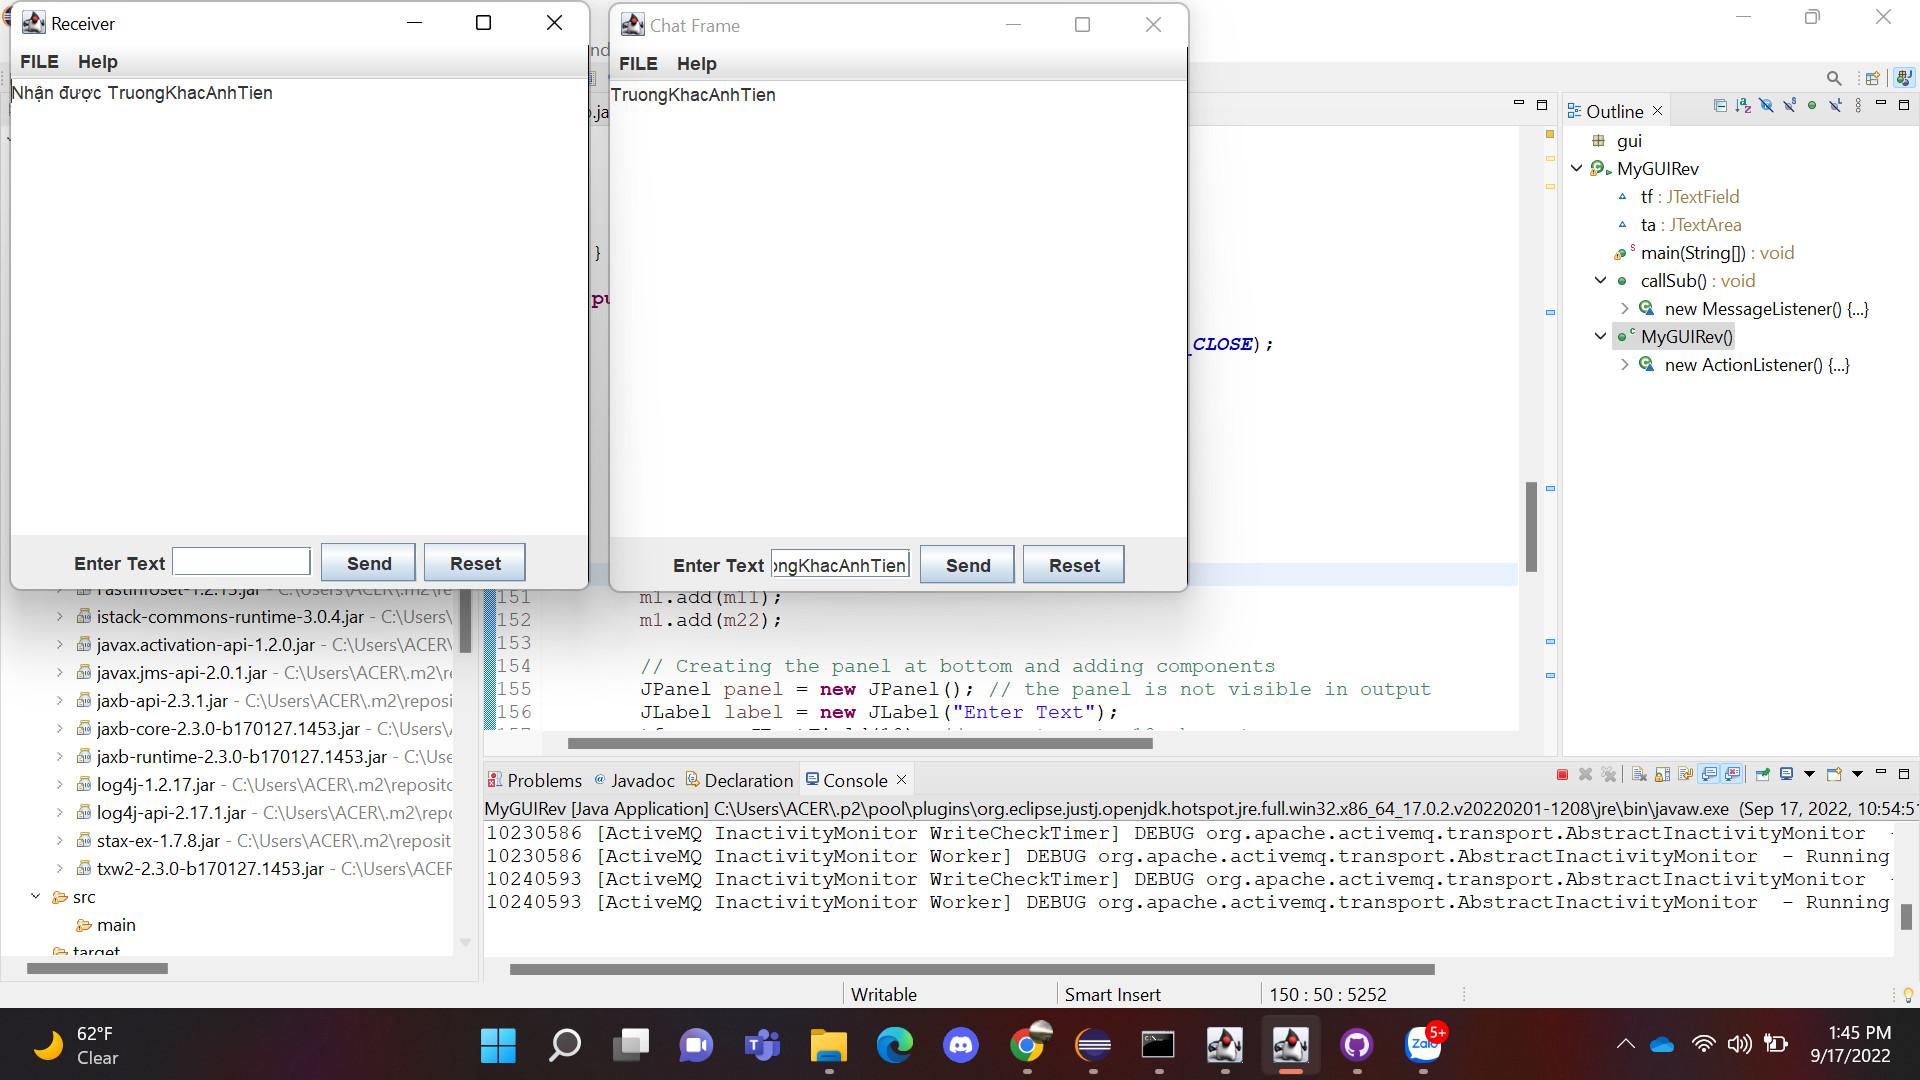 Receiver
FILE Help
Nhận được TruongKhacAnhTien
Enter Text
Send
Reset
Chat Frame
FILE Help
TruongKhacAnhTien
Enter Text ongKhacAnhTien
Send
Reset
}
_CLOSE);
151 m1.add(m11);
152 m1.add(m22);
153
154 // Creating the panel at bottom and adding components
155 JPanel panel = new JPanel(); // the panel is not visible in output
156 JLabel label = new JLabel("Enter Text");
Outline
gui
MyGUIRev
tf : JTextField
ta : JTextArea
main(String[]) : void
callSub() : void
new MessageListener() {...}
MyGUIRev()
new ActionListener() {...}
istack-commons-runtime-3.0.4.jar - C:\Users\
javax.activation-api-1.2.0.jar - C:\Users\ACER\
javax.jms-api-2.0.1.jar - C:\Users\ACER\.m2\re
jaxb-api-2.3.1.jar - C:\Users\ACER\.m2\reposi
jaxb-core-2.3.0-b170127.1453.jar - C:\Users\
jaxb-runtime-2.3.0-b170127.1453.jar - C:\Use
log4j-1.2.17.jar - C:\Users\ACER\.m2\reposito
log4j-api-2.17.1.jar - C:\Users\ACER\.m2\repo
stax-ex-1.7.8.jar - C:\Users\ACER\.m2\reposit
txw2-2.3.0-b170127.1453.jar - C:\Users\ACER
src
main
target
Problems @ Javadoc Declaration Console
MyGUIRev [Java Application] C:\Users\ACER\.p2\pool\plugins\org.eclipse.justj.openjdk.hotspot.jre.full.win32.x86_64_17.0.2.v20220201-1208\jre\bin\javaw.exe (Sep 17, 2022, 10:54:51
10230586 [ActiveMQ InactivityMonitor WriteCheckTimer] DEBUG org.apache.activemq.transport.AbstractInactivityMonitor -
10230586 [ActiveMQ InactivityMonitor Worker] DEBUG org.apache.activemq.transport.AbstractInactivityMonitor - Running
10240593 [ActiveMQ InactivityMonitor WriteCheckTimer] DEBUG org.apache.activemq.transport.AbstractInactivityMonitor -
10240593 [ActiveMQ InactivityMonitor Worker] DEBUG org.apache.activemq.transport.AbstractInactivityMonitor - Running
Writable
Smart Insert
150 : 50 : 5252
62°F
Clear
Zalo
5+
1:45 PM
9/17/2022